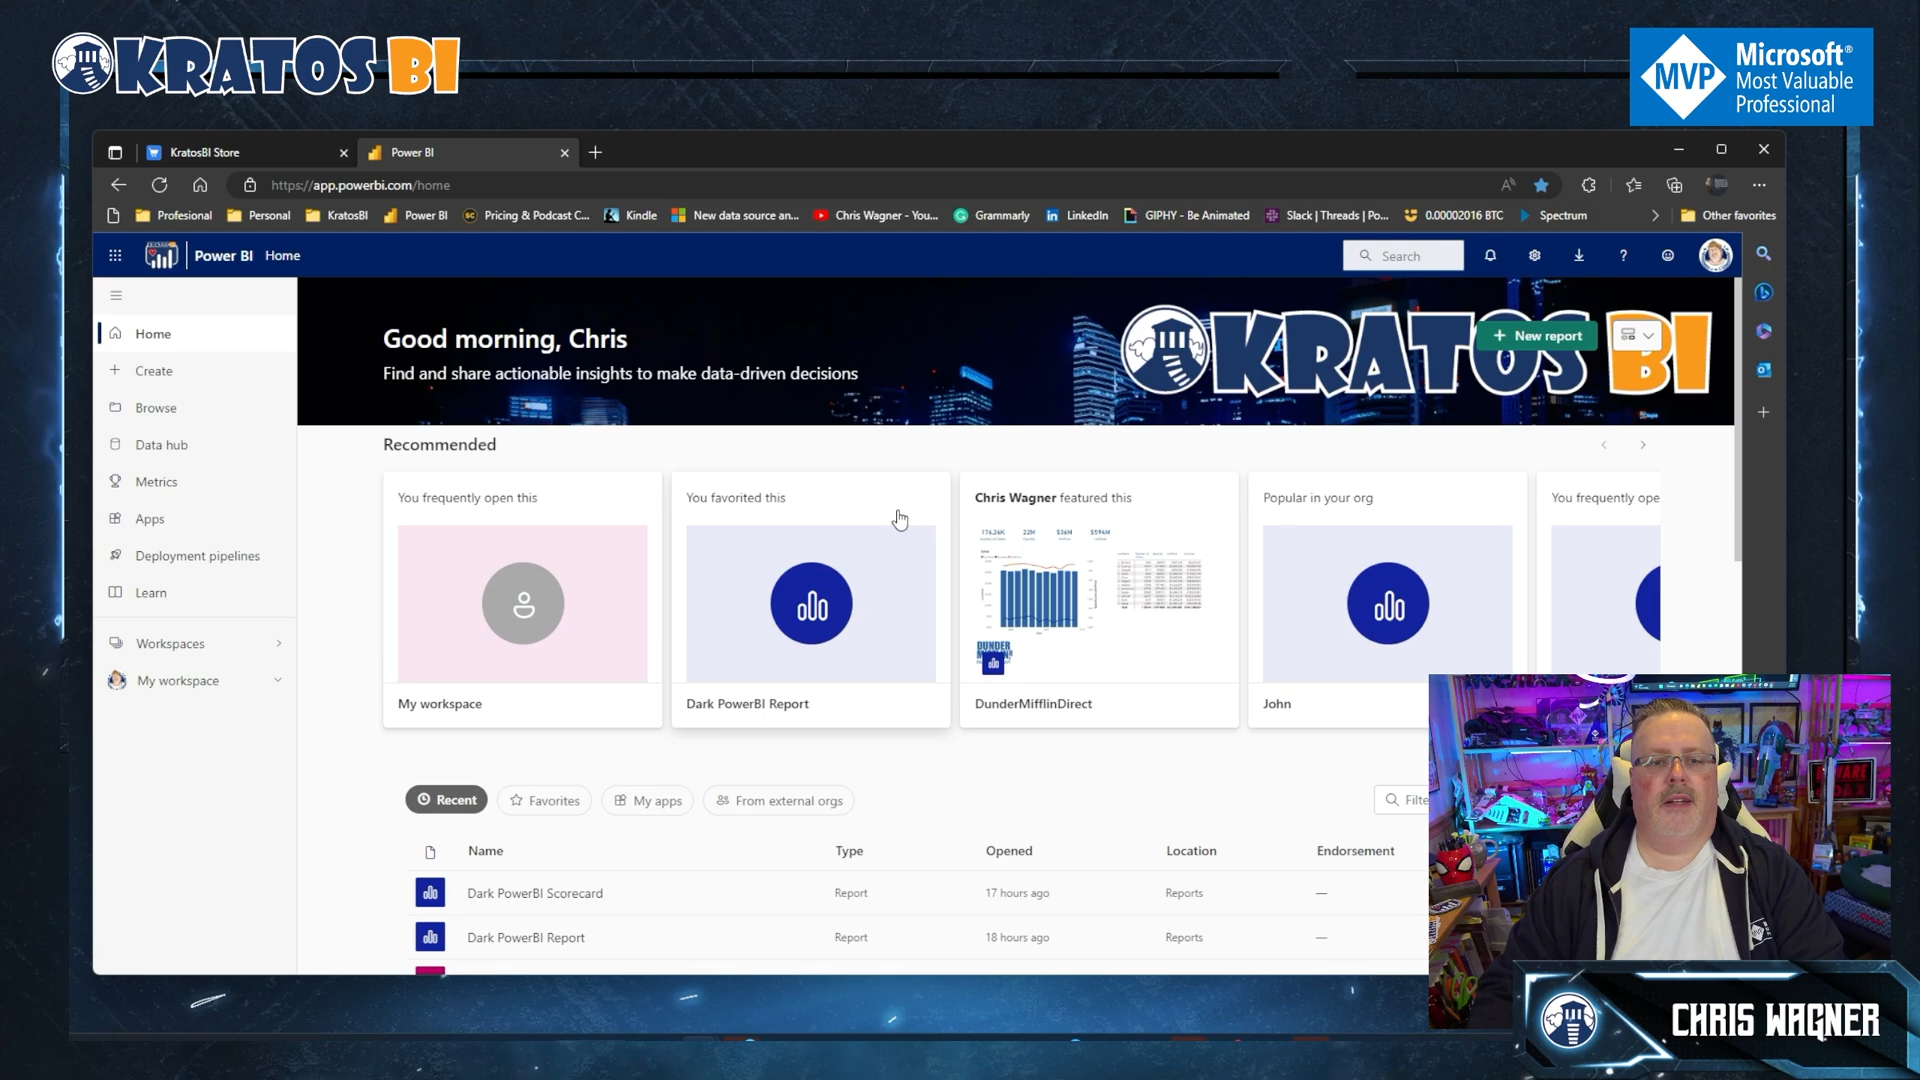 KRATOS BI
MVP
Microsoft®
Most Valuable
Professional
KratosBI Store
Power BI
https://app.powerbi.com/home
Profesional
Personal
KratosBI
Power BI
Pricing & Podcast C...
Kindle
New data source an...
Chris Wagner - You...
Grammarly
LinkedIn
GIPHY - Be Animated
Slack | Threads | Po...
0.00002016 BTC
Spectrum
Other favorites
Power BI Home
Search
Home
Create
Browse
Data hub
Metrics
Apps
Deployment pipelines
Learn
Workspaces
My workspace
Good morning, Chris
Find and share actionable insights to make data-driven decisions
KRATOS BI
New report
Recommended
You frequently open this
My workspace
You favorited this
Dark PowerBI Report
Chris Wagner featured this
176.26K 22M $36M $596M
DUNDER
MIFFLIN
DunderMifflinDirect
Popular in your org
John
You frequently ope
Recent
Favorites
My apps
From external orgs
Filte
Name Type Opened Location Endorsement
Dark PowerBI Scorecard Report 17 hours ago Reports —
Dark PowerBI Report Report 18 hours ago Reports —
CHRIS WAGNER